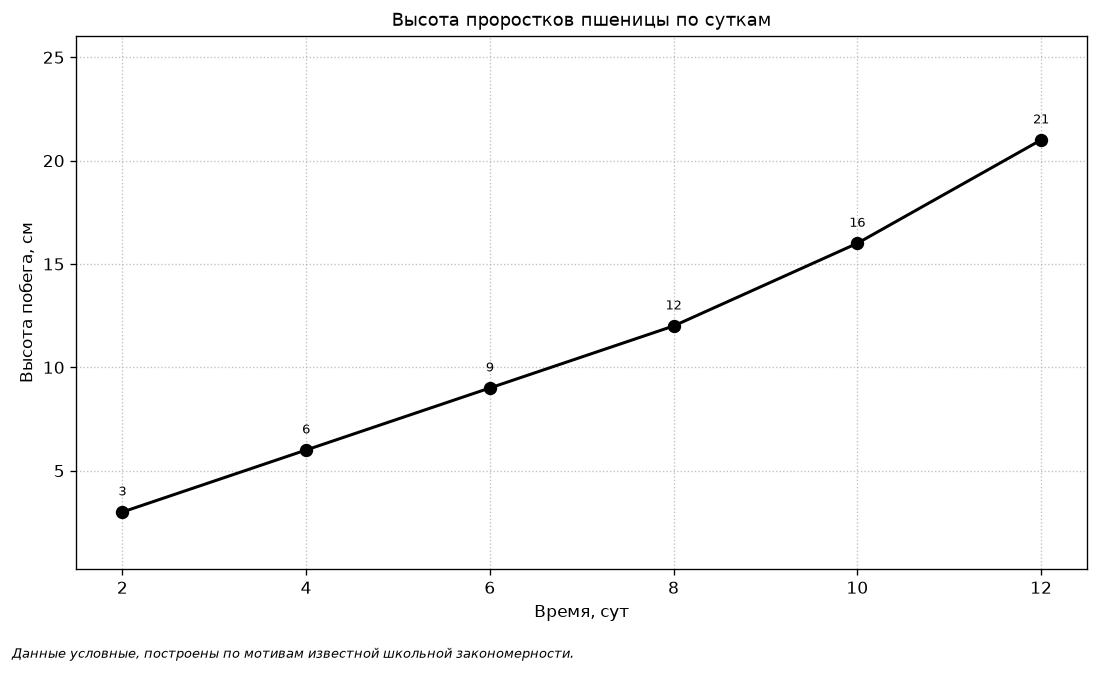 Высота проростков пшеницы по суткам
25
20
15
10
5
Высота побега, см
3
6
9
12
16
21
2 4 6 8 10 12
Время, сут
Данные условные, построены по мотивам известной школьной закономерности.